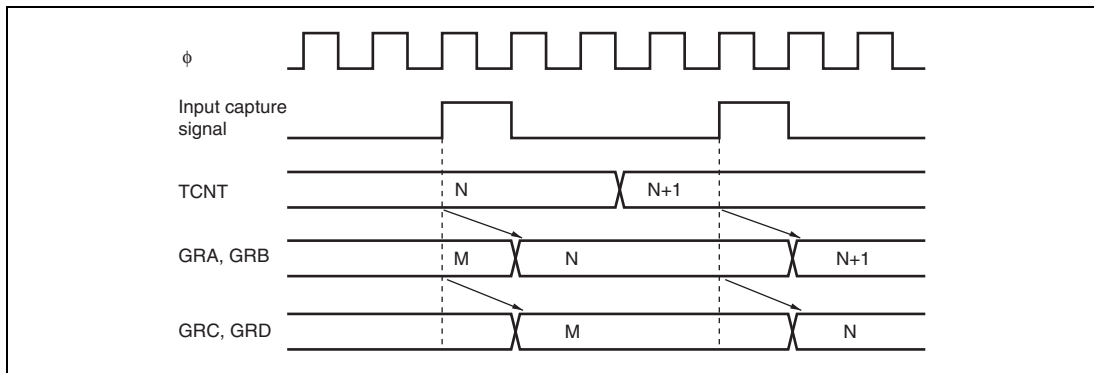 ϕ
Input capture
signal
TCNT
N
N+1
GRA, GRB
M
N
N+1
GRC, GRD
M
N